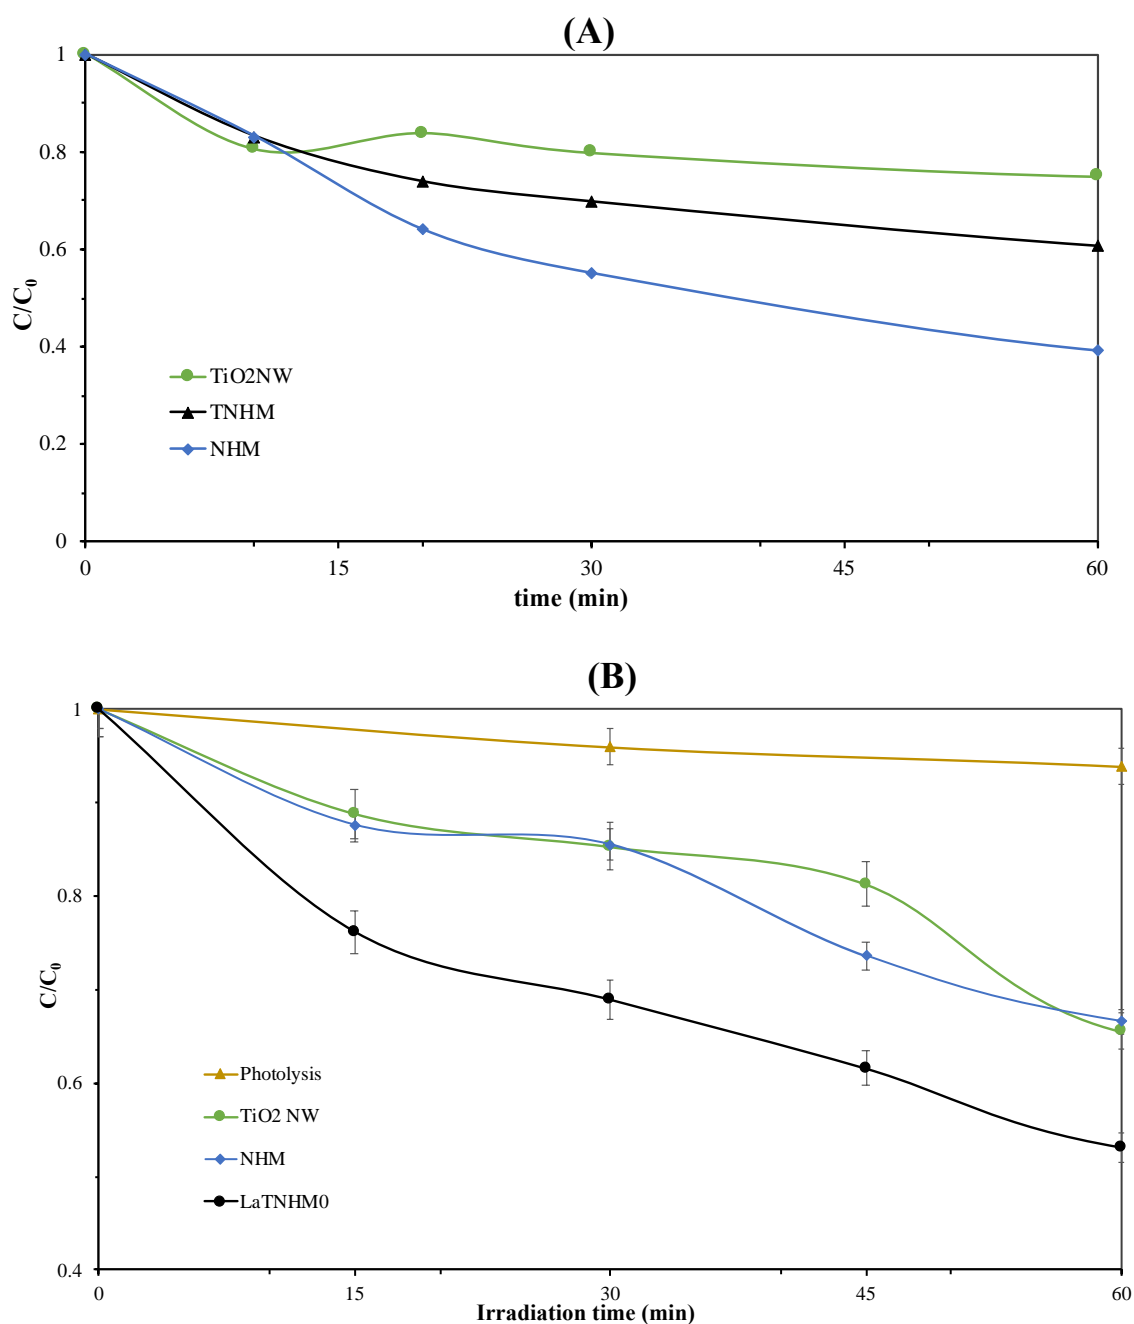 (A)
1
0.8
0.6
0.4
0.2
0
C/C₀
TiO2NW
TNHM
NHM
0 15 30 45 60
time (min)
(B)
1
0.8
0.6
0.4
C/C₀
Photolysis
TiO2 NW
NHM
LaTNHM0
0 15 30 45 60
Irradiation time (min)